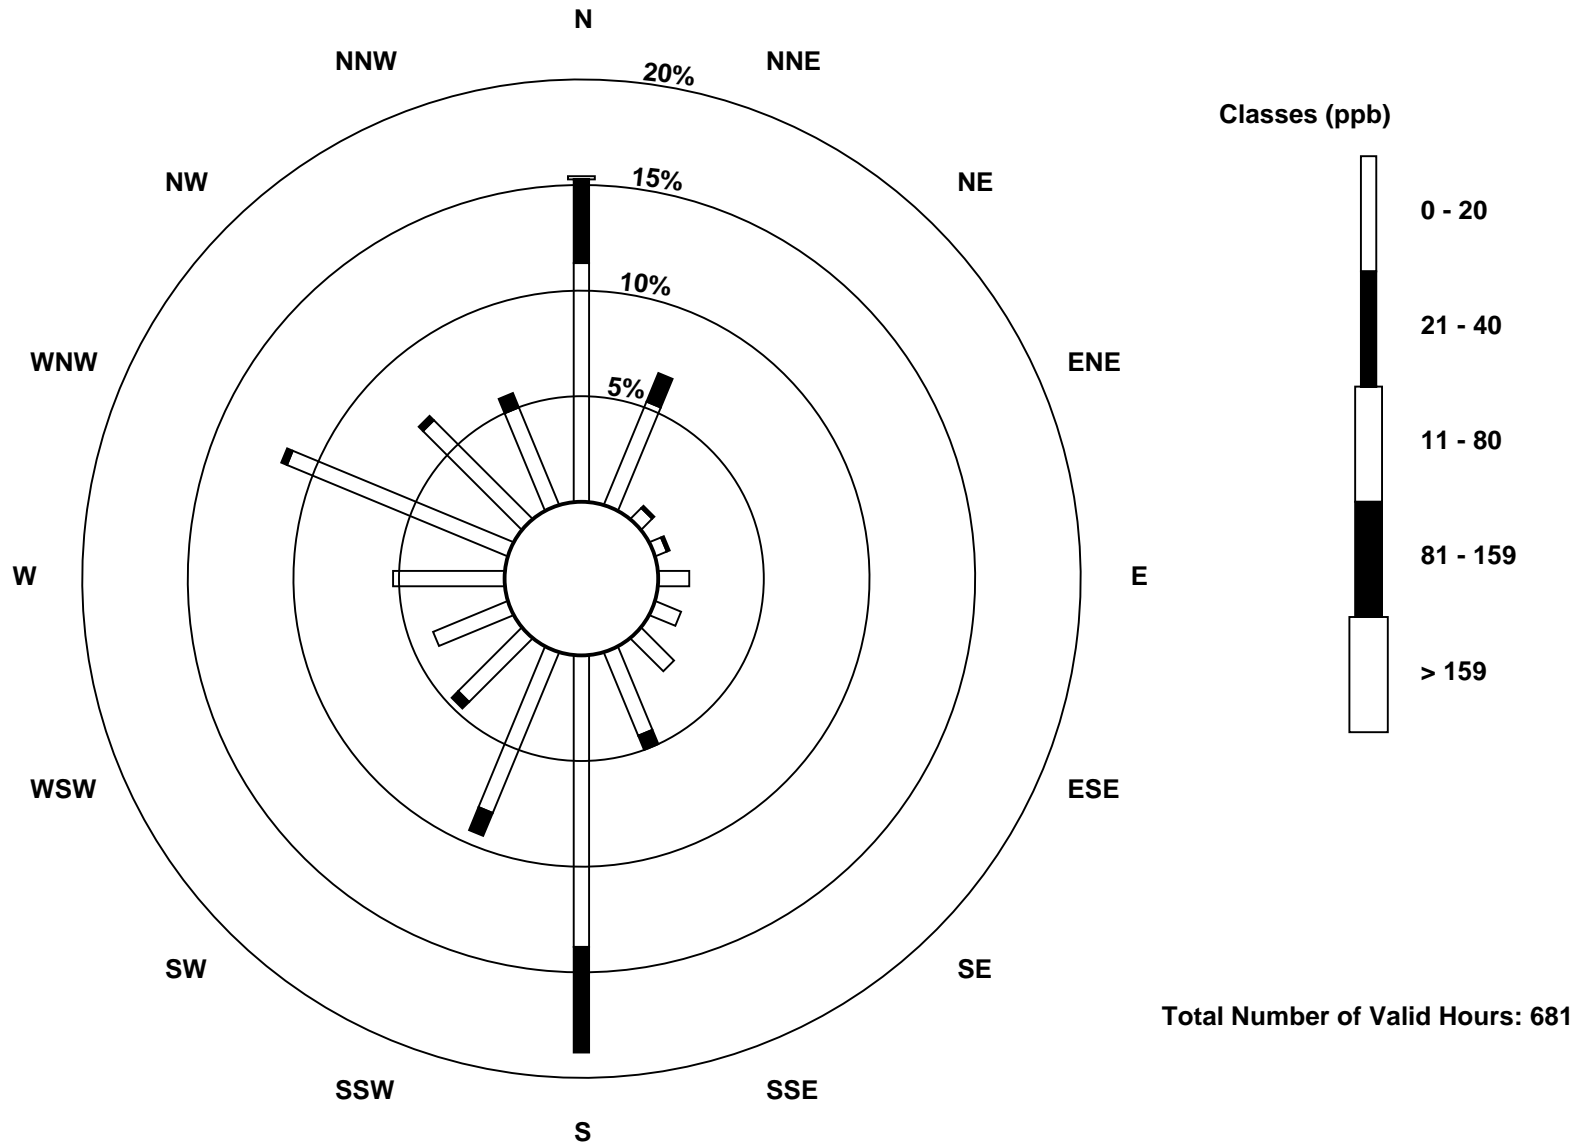 N
NNW
NNE
20%
Classes (ppb)
15%
NW
NE
0 - 20
10%
21 - 40
WNW
ENE
5%
11 - 80
81 - 159
W
E
> 159
WSW
ESE
SW
SE
Total Number of Valid Hours: 681
SSW
SSE
S